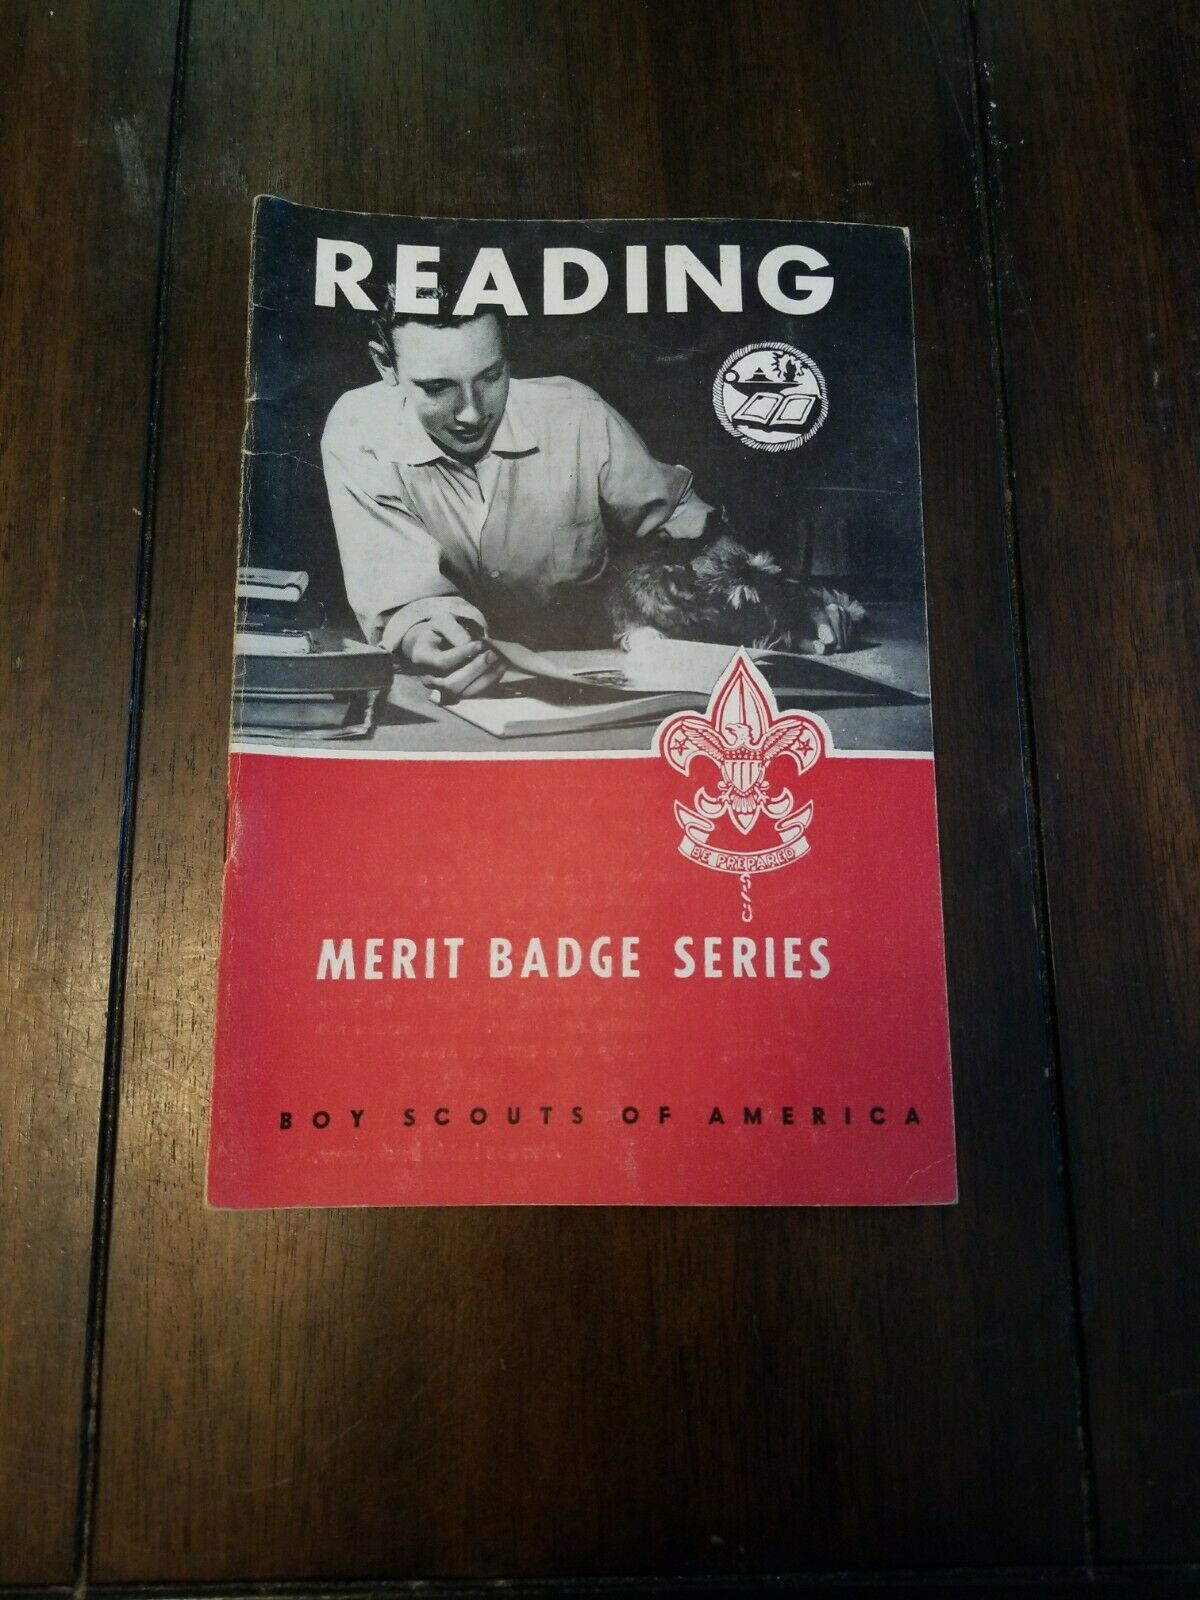 READING
BE PREPARED
MERIT BADGE SERIES
BOY SCOUTS OF AMERICA